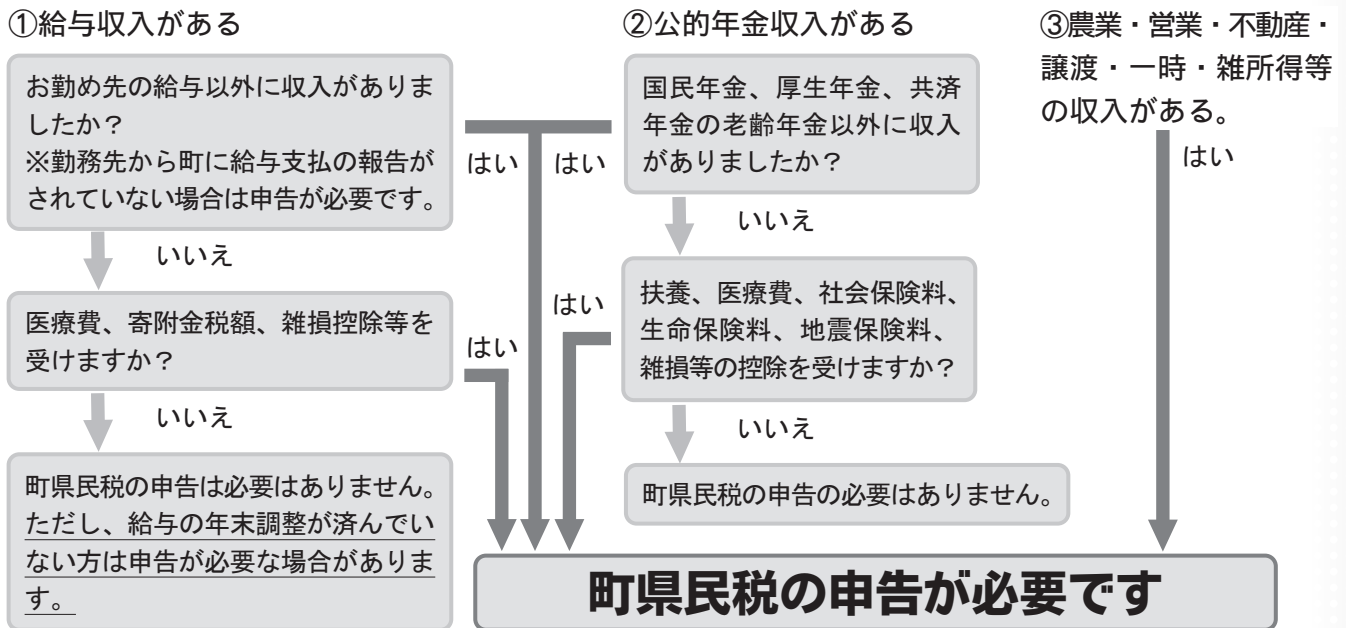 ①給与収入がある
お勤め先の給与以外に収入がありま
したか？
※勤務先から町に給与支払の報告が
されていない場合は申告が必要です。
はい
いいえ
医療費、寄附金税額、雑損控除等を
受けますか？
はい
いいえ
町県民税の申告は必要はありません。
ただし、給与の年末調整が済んでい
ない方は申告が必要な場合がありま
す。
②公的年金収入がある
国民年金、厚生年金、共済
年金の老齢年金以外に収入
がありましたか？
はい
いいえ
扶養、医療費、社会保険料、
生命保険料、地震保険料、
雑損等の控除を受けますか？
はい
いいえ
町県民税の申告の必要はありません。
③農業・営業・不動産・
譲渡・一時・雑所得等
の収入がある。
はい
町県民税の申告が必要です